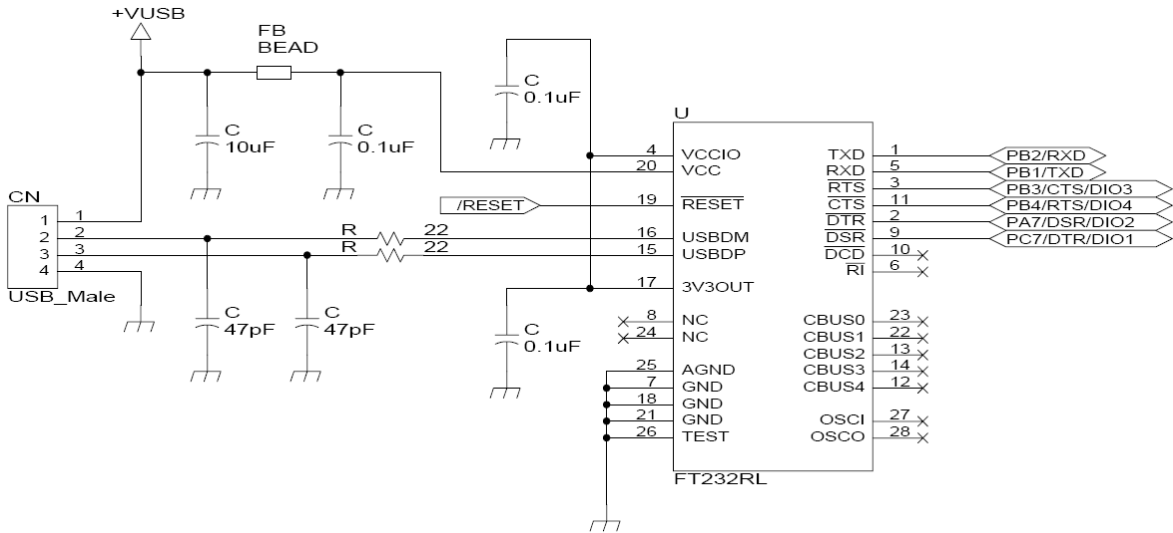 +VUSB
FB
BEAD
C
10uF
C
0.1uF
C
0.1uF
CN
1
2
3
4
1
2
3
4
USB_Male
/RESET
R 22
R 22
C
47pF
C
47pF
C
0.1uF
U
4 VCCIO
20 VCC
19 RESET
16 USBDM
15 USBDP
17 3V3OUT
8 NC
24 NC
25 AGND
7 GND
18 GND
21 GND
26 TEST
TXD 1 PB2/RXD
RXD 5 PB1/TXD
RTS 3 PB3/CTS/DIO3
CTS 11 PB4/RTS/DIO4
DTR 2 PA7/DSR/DIO2
DSR 9 PC7/DTR/DIO1
DCD 10
RI 6
CBUS0 23
CBUS1 22
CBUS2 13
CBUS3 14
CBUS4 12
OSCI 27
OSCO 28
FT232RL